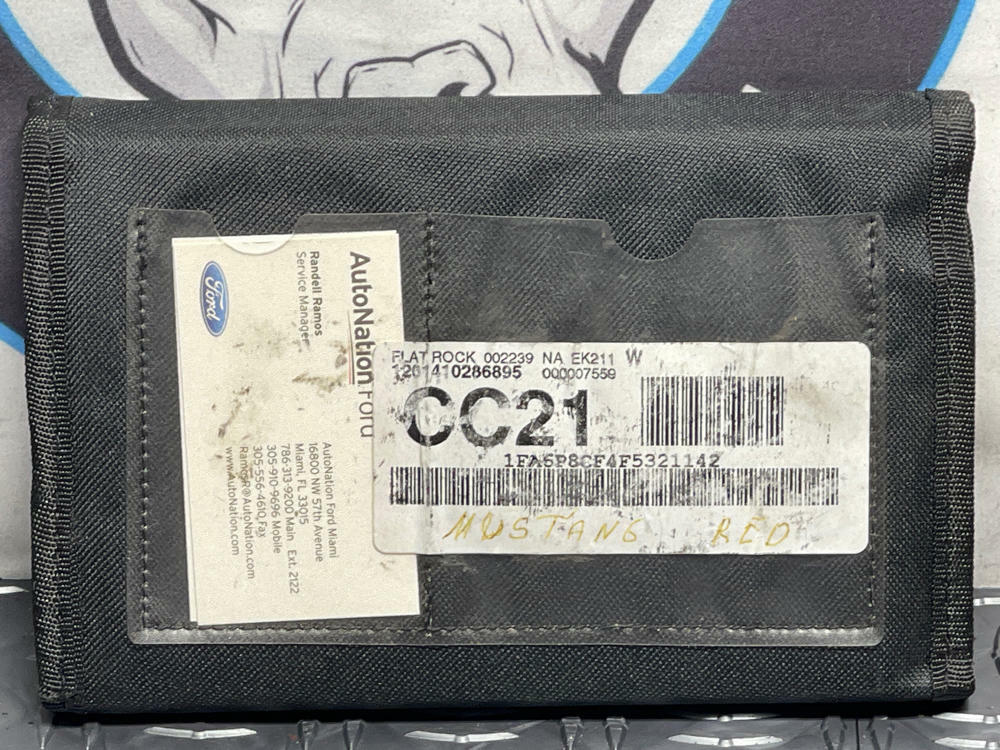 Ford
AutoNation Ford
Randell Ramos
Service Manager
AutoNation Ford Miami
16800 NW 57th Avenue
Miami, FL 33015
786-313-9200 Main Ext. 2122
305-910-9696 Mobile
305-556-4610 Fax
RamosR@AutoNation.com
www.AutoNation.com
FLAT ROCK 002239 NA EK211 W
1201410286895 000007559
CC21
1FA6P8CF4F5321142
MUSTANG RED